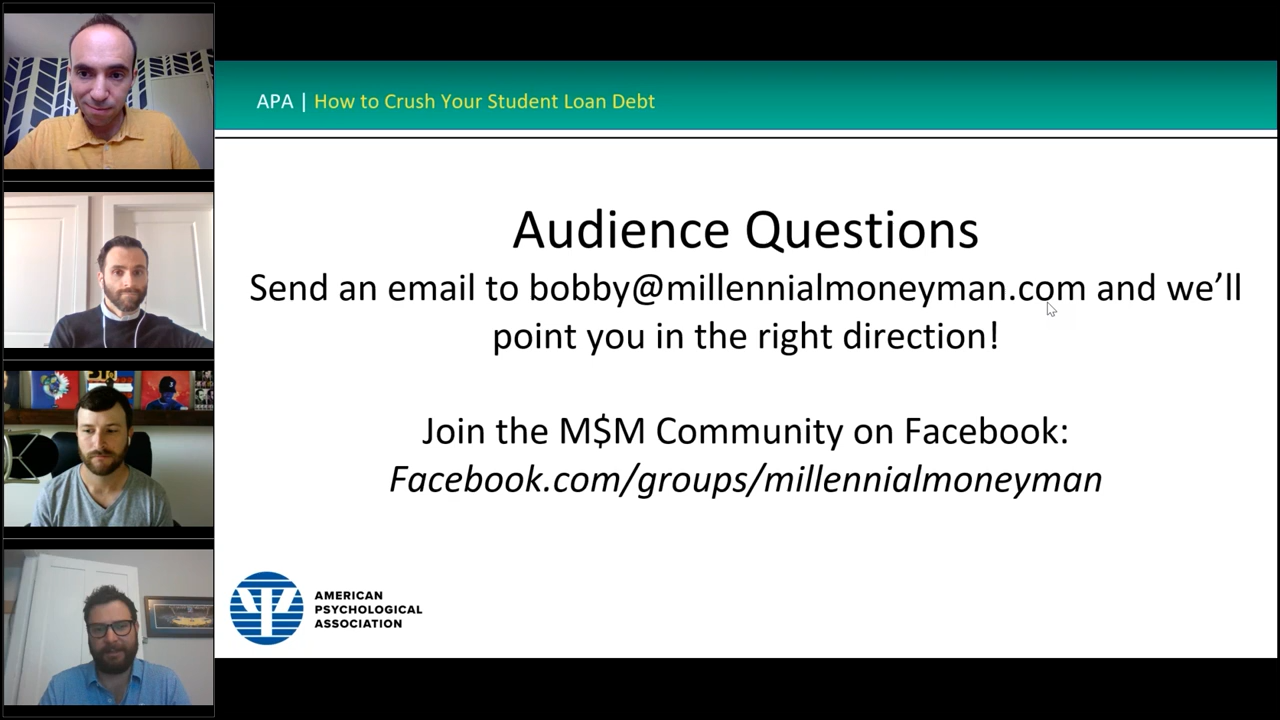 APA | How to Crush Your Student Loan Debt
Audience Questions
Send an email to bobby@millennialmoneyman.com and we’ll
point you in the right direction!
Join the M$M Community on Facebook:
Facebook.com/groups/millennialmoneyman
AMERICAN
PSYCHOLOGICAL
ASSOCIATION